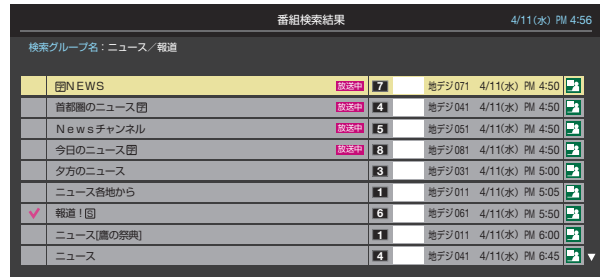 番組検索結果 4/11(水) PM 4:56
検索グループ名：ニュース／報道
🈑NEWS 放送中 7 地デジ071 4/11(水) PM 4:50
首都圏のニュース🈑 放送中 4 地デジ041 4/11(水) PM 4:50
Newsチャンネル 放送中 5 地デジ051 4/11(水) PM 4:50
今日のニュース🈑 放送中 8 地デジ081 4/11(水) PM 4:50
夕方のニュース 3 地デジ031 4/11(水) PM 5:00
ニュース各地から 1 地デジ011 4/11(水) PM 5:05
報道！🅂 6 地デジ061 4/11(水) PM 5:50
ニュース[鷹の祭典] 1 地デジ011 4/11(水) PM 6:00
ニュース 4 地デジ041 4/11(水) PM 6:45